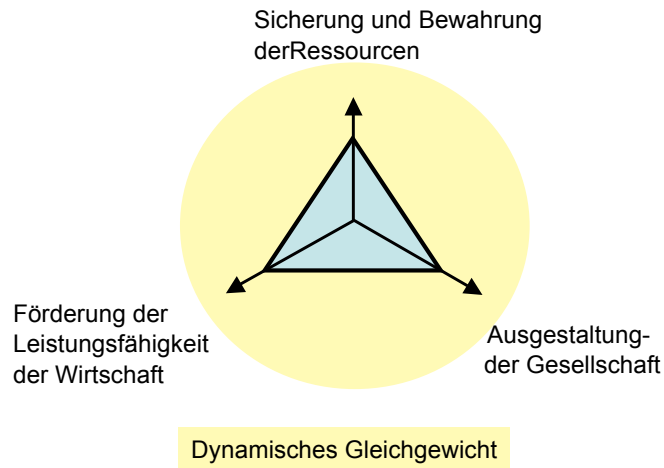 Sicherung und Bewahrung
derRessourcen
Förderung der
Leistungsfähigkeit
der Wirtschaft
Ausgestaltung-
der Gesellschaft
Dynamisches Gleichgewicht